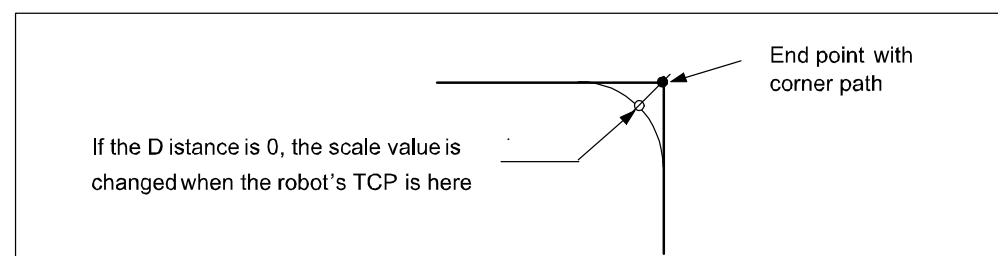 End point with
corner path
If the D istance is 0, the scale value is
changed when the robot's TCP is here